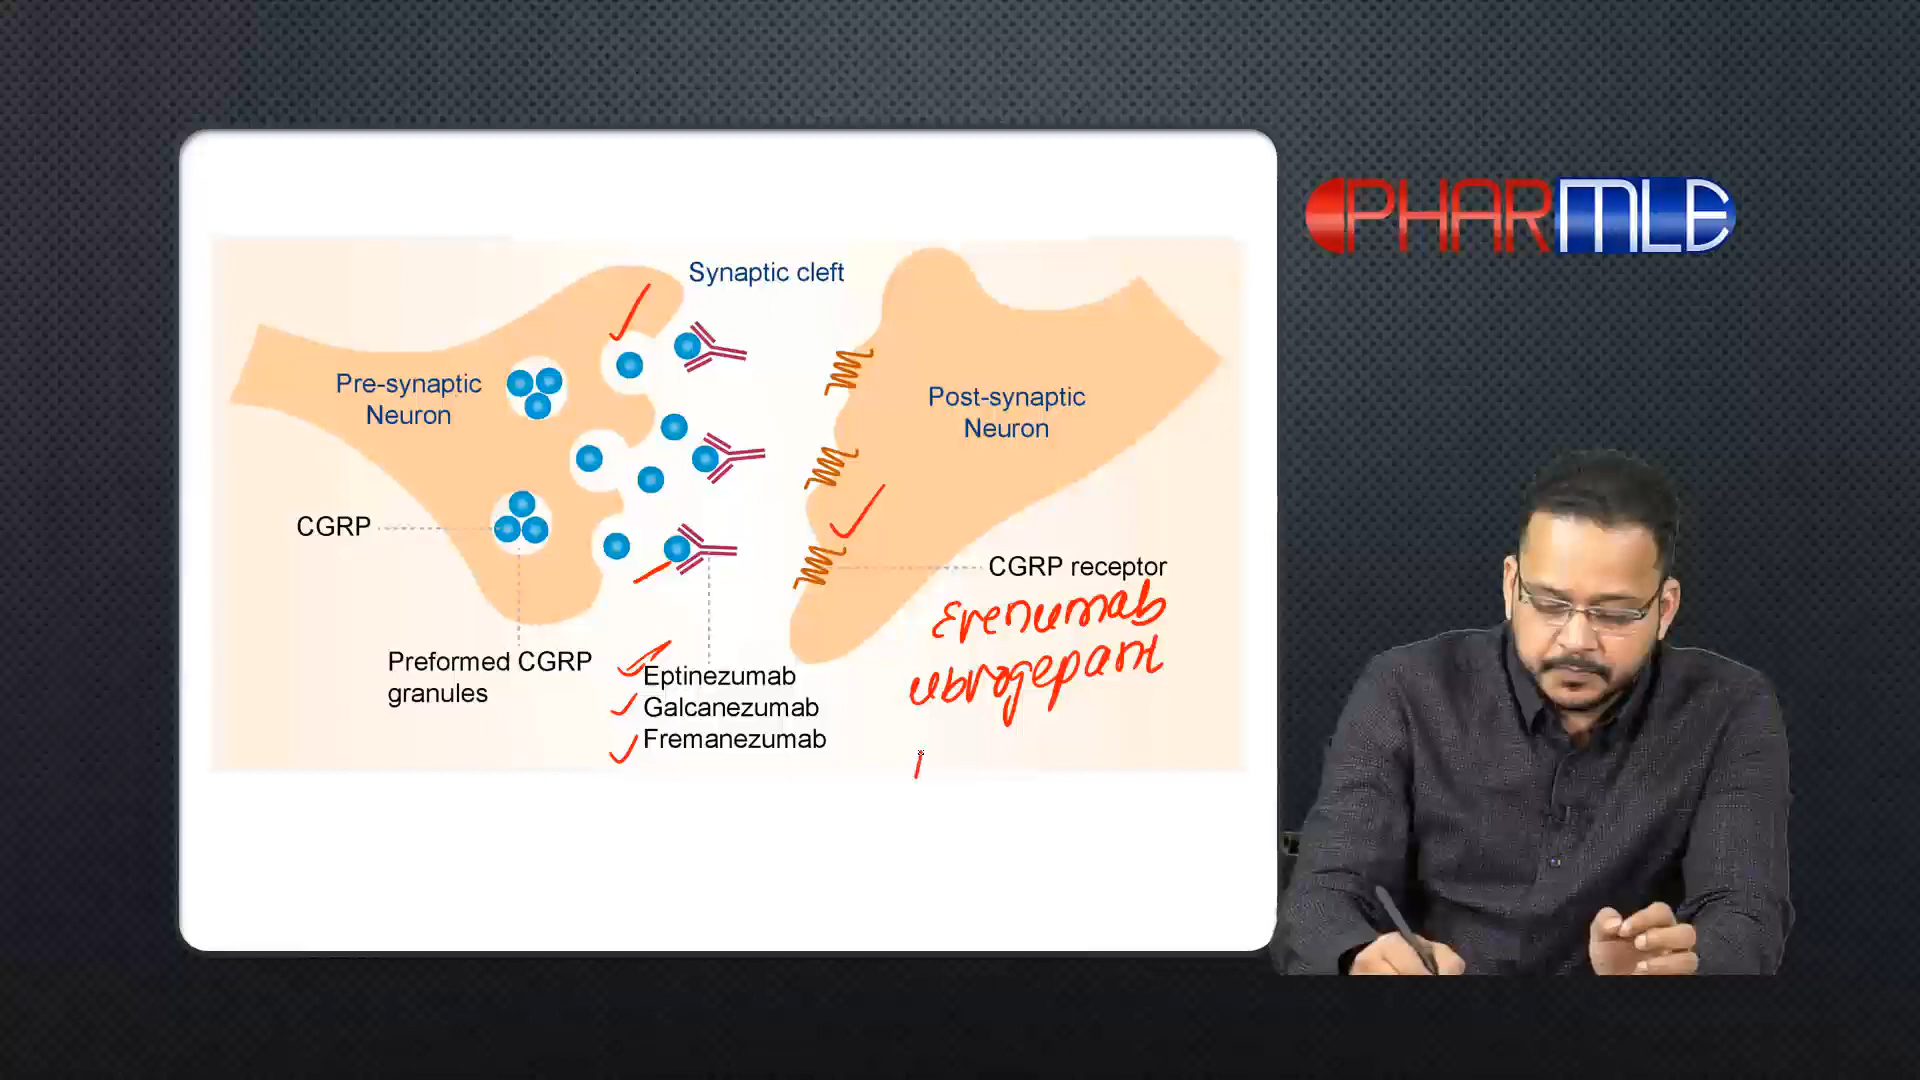 PHARMLE
Synaptic cleft
Pre-synaptic
Neuron
Post-synaptic
Neuron
CGRP
CGRP receptor
Erenumab
ubrogepant
Preformed CGRP
granules
Eptinezumab
Galcanezumab
Fremanezumab